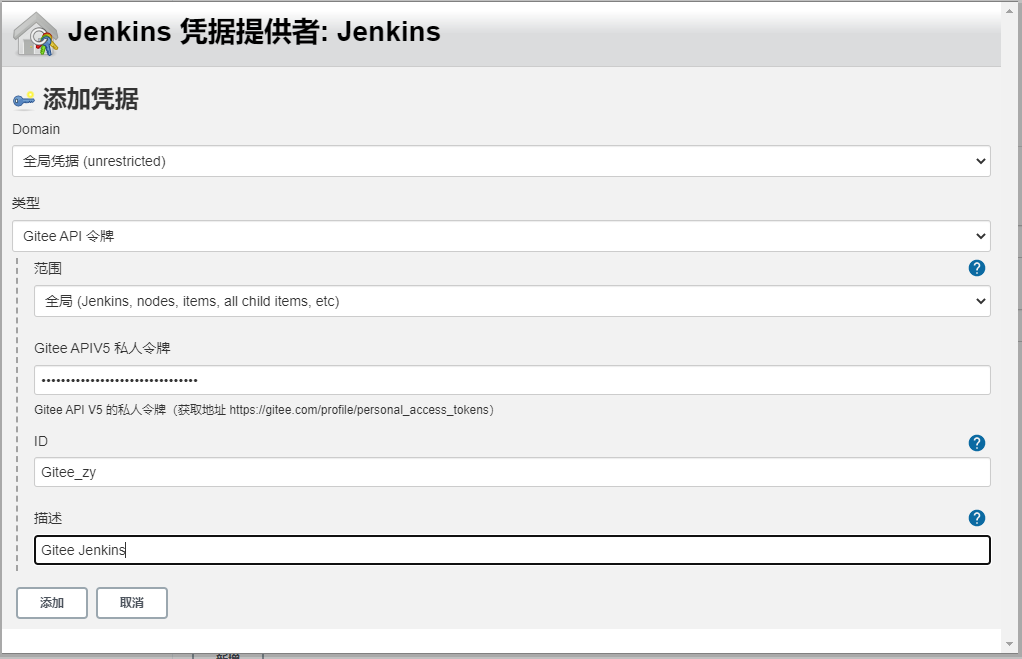 Jenkins 凭据提供者: Jenkins
添加凭据
Domain
全局凭据 (unrestricted)
类型
Gitee API 令牌
范围
全局 (Jenkins, nodes, items, all child items, etc)
Gitee APIV5 私人令牌
••••••••••••••••••••••••••••••••
Gitee API V5 的私人令牌（获取地址 https://gitee.com/profile/personal_access_tokens）
ID
Gitee_zy
描述
Gitee Jenkins
添加 取消